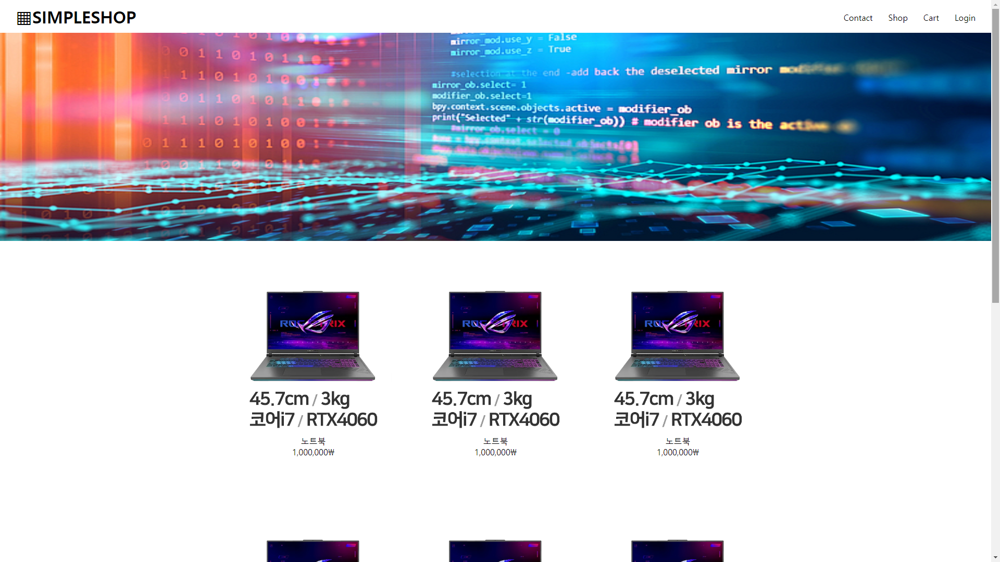 SIMPLESHOP
Contact Shop Cart Login
mirror_mod.use_y = False
mirror_mod.use_z = True
#selection at the end -add back the deselected mirror
mirror_ob.select= 1
modifier_ob.select=1
bpy.context.scene.objects.active = modifier_ob
print("Selected" + str(modifier_ob)) # modifier ob is the active ob
#mirror_ob.select = 0
45.7cm / 3kg
코어i7 / RTX4060
노트북
1,000,000₩
45.7cm / 3kg
코어i7 / RTX4060
노트북
1,000,000₩
45.7cm / 3kg
코어i7 / RTX4060
노트북
1,000,000₩